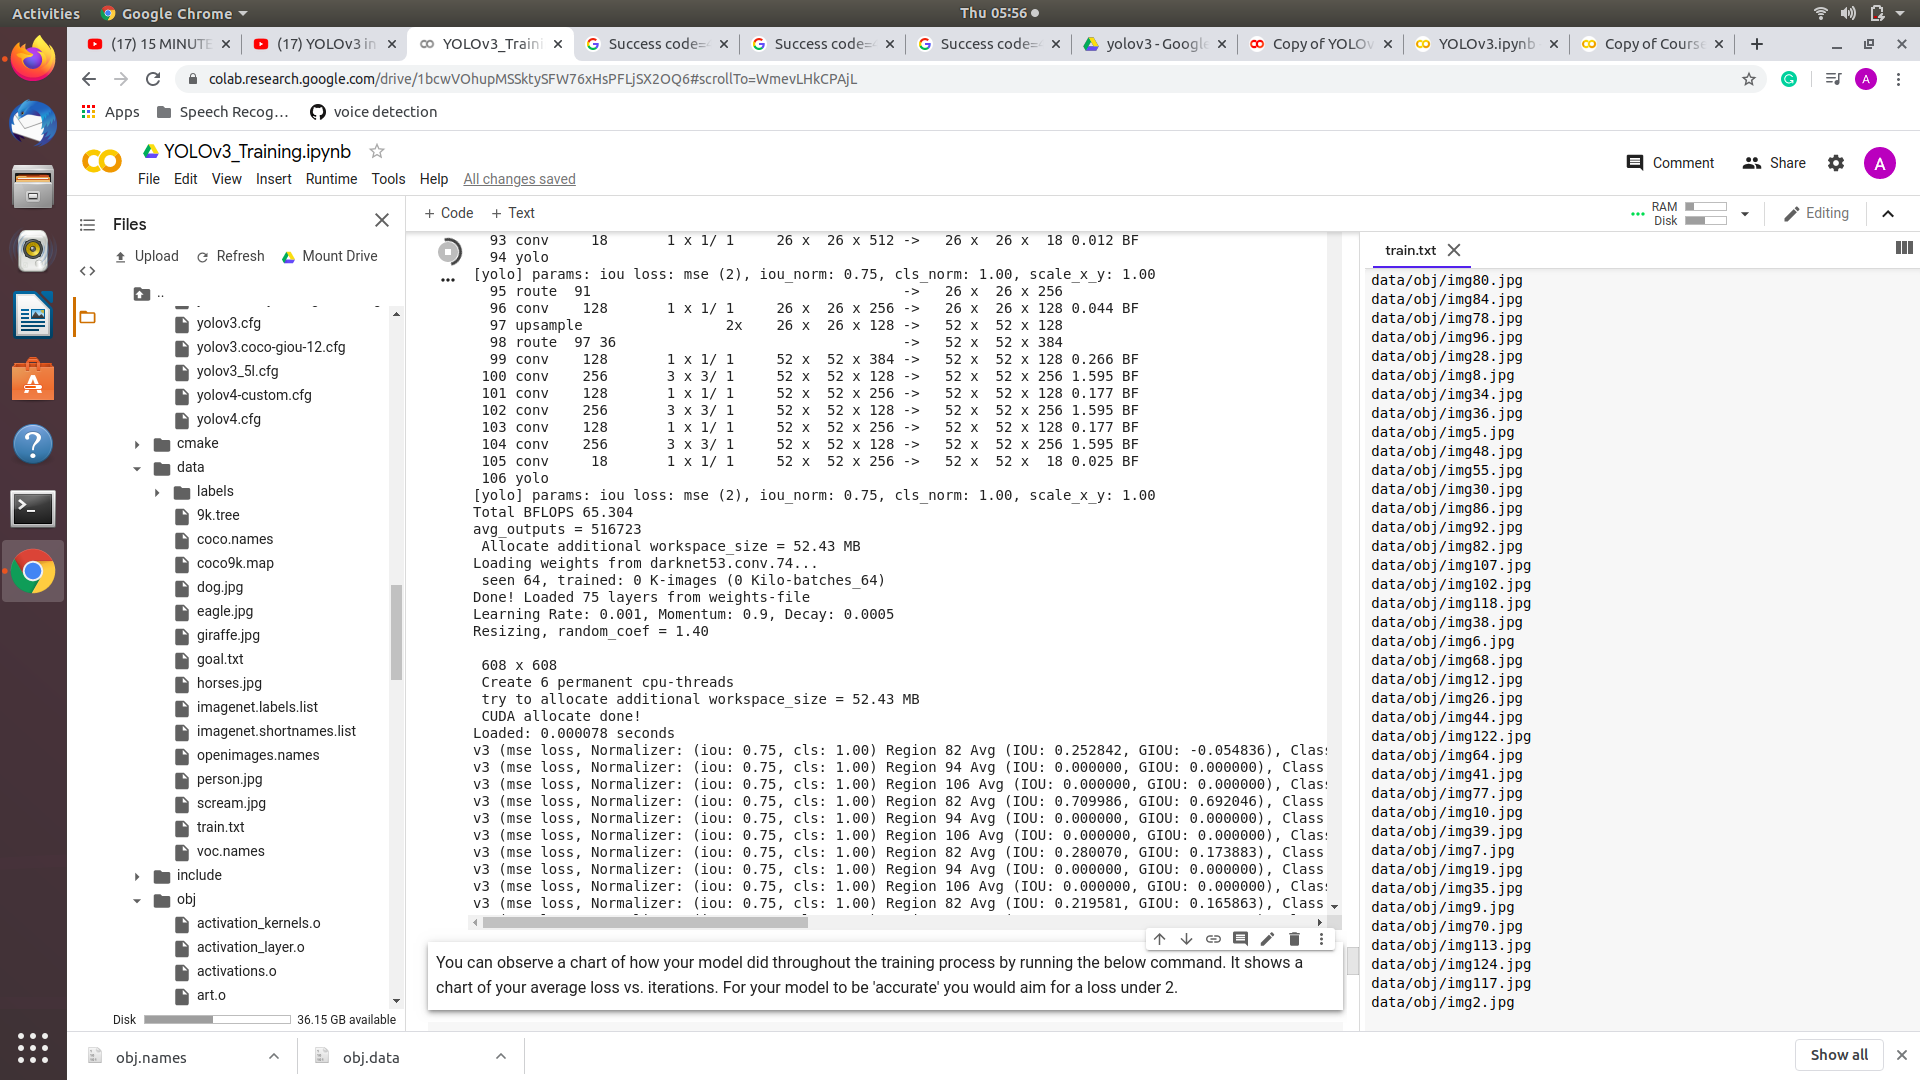 Activities
Google Chrome
Thu 05:56
(17) 15 MINUTE
(17) YOLOv3 in
YOLOv3_Traini
Success code=
Success code=
Success code=
yolov3 - Google
Copy of YOLOv
YOLOv3.ipynb
Copy of Course
colab.research.google.com/drive/1bcwVOhupMSSktySFW76xHsPFLjSX2OQ6#scrollTo=WmevLHkCPAjL
A
Apps
Speech Recog...
voice detection
YOLOv3_Training.ipynb
Comment
Share
A
File Edit View Insert Runtime Tools Help All changes saved
Files
Upload
Refresh
Mount Drive
..
yolov3.cfg
yolov3.coco-giou-12.cfg
yolov3_5l.cfg
yolov4-custom.cfg
yolov4.cfg
cmake
data
labels
9k.tree
coco.names
coco9k.map
dog.jpg
eagle.jpg
giraffe.jpg
goal.txt
horses.jpg
imagenet.labels.list
imagenet.shortnames.list
openimages.names
person.jpg
scream.jpg
train.txt
voc.names
include
obj
activation_kernels.o
activation_layer.o
activations.o
art.o
Disk
36.15 GB available
+ Code + Text
RAM
Disk
Editing
93 conv 18 1 x 1/ 1 26 x 26 x 512 -> 26 x 26 x 18 0.012 BF
94 yolo
[yolo] params: iou loss: mse (2), iou_norm: 0.75, cls_norm: 1.00, scale_x_y: 1.00
95 route 91 -> 26 x 26 x 256
96 conv 128 1 x 1/ 1 26 x 26 x 256 -> 26 x 26 x 128 0.044 BF
97 upsample 2x 26 x 26 x 128 -> 52 x 52 x 128
98 route 97 36 -> 52 x 52 x 384
99 conv 128 1 x 1/ 1 52 x 52 x 384 -> 52 x 52 x 128 0.266 BF
100 conv 256 3 x 3/ 1 52 x 52 x 128 -> 52 x 52 x 256 1.595 BF
101 conv 128 1 x 1/ 1 52 x 52 x 256 -> 52 x 52 x 128 0.177 BF
102 conv 256 3 x 3/ 1 52 x 52 x 128 -> 52 x 52 x 256 1.595 BF
103 conv 128 1 x 1/ 1 52 x 52 x 256 -> 52 x 52 x 128 0.177 BF
104 conv 256 3 x 3/ 1 52 x 52 x 128 -> 52 x 52 x 256 1.595 BF
105 conv 18 1 x 1/ 1 52 x 52 x 256 -> 52 x 52 x 18 0.025 BF
106 yolo
[yolo] params: iou loss: mse (2), iou_norm: 0.75, cls_norm: 1.00, scale_x_y: 1.00
Total BFLOPS 65.304
avg_outputs = 516723
Allocate additional workspace_size = 52.43 MB
Loading weights from darknet53.conv.74...
seen 64, trained: 0 K-images (0 Kilo-batches_64)
Done! Loaded 75 layers from weights-file
Learning Rate: 0.001, Momentum: 0.9, Decay: 0.0005
Resizing, random_coef = 1.40
608 x 608
Create 6 permanent cpu-threads
try to allocate additional workspace_size = 52.43 MB
CUDA allocate done!
Loaded: 0.000078 seconds
v3 (mse loss, Normalizer: (iou: 0.75, cls: 1.00) Region 82 Avg (IOU: 0.252842, GIOU: -0.054836), Clas
v3 (mse loss, Normalizer: (iou: 0.75, cls: 1.00) Region 94 Avg (IOU: 0.000000, GIOU: 0.000000), Class
v3 (mse loss, Normalizer: (iou: 0.75, cls: 1.00) Region 106 Avg (IOU: 0.000000, GIOU: 0.000000), Clas
v3 (mse loss, Normalizer: (iou: 0.75, cls: 1.00) Region 82 Avg (IOU: 0.709986, GIOU: 0.692046), Class
v3 (mse loss, Normalizer: (iou: 0.75, cls: 1.00) Region 94 Avg (IOU: 0.000000, GIOU: 0.000000), Class
v3 (mse loss, Normalizer: (iou: 0.75, cls: 1.00) Region 106 Avg (IOU: 0.000000, GIOU: 0.000000), Clas
v3 (mse loss, Normalizer: (iou: 0.75, cls: 1.00) Region 82 Avg (IOU: 0.280070, GIOU: 0.173883), Class
v3 (mse loss, Normalizer: (iou: 0.75, cls: 1.00) Region 94 Avg (IOU: 0.000000, GIOU: 0.000000), Class
v3 (mse loss, Normalizer: (iou: 0.75, cls: 1.00) Region 106 Avg (IOU: 0.000000, GIOU: 0.000000), Clas
v3 (mse loss, Normalizer: (iou: 0.75, cls: 1.00) Region 82 Avg (IOU: 0.219581, GIOU: 0.165863), Class
You can observe a chart of how your model did throughout the training process by running the below command. It shows a
chart of your average loss vs. iterations. For your model to be 'accurate' you would aim for a loss under 2.
train.txt
data/obj/img80.jpg
data/obj/img84.jpg
data/obj/img78.jpg
data/obj/img96.jpg
data/obj/img28.jpg
data/obj/img8.jpg
data/obj/img34.jpg
data/obj/img36.jpg
data/obj/img5.jpg
data/obj/img48.jpg
data/obj/img55.jpg
data/obj/img30.jpg
data/obj/img86.jpg
data/obj/img92.jpg
data/obj/img82.jpg
data/obj/img107.jpg
data/obj/img102.jpg
data/obj/img118.jpg
data/obj/img38.jpg
data/obj/img6.jpg
data/obj/img68.jpg
data/obj/img12.jpg
data/obj/img26.jpg
data/obj/img44.jpg
data/obj/img122.jpg
data/obj/img64.jpg
data/obj/img41.jpg
data/obj/img77.jpg
data/obj/img10.jpg
data/obj/img39.jpg
data/obj/img7.jpg
data/obj/img19.jpg
data/obj/img35.jpg
data/obj/img9.jpg
data/obj/img70.jpg
data/obj/img113.jpg
data/obj/img124.jpg
data/obj/img117.jpg
data/obj/img2.jpg
obj.names
obj.data
Show all